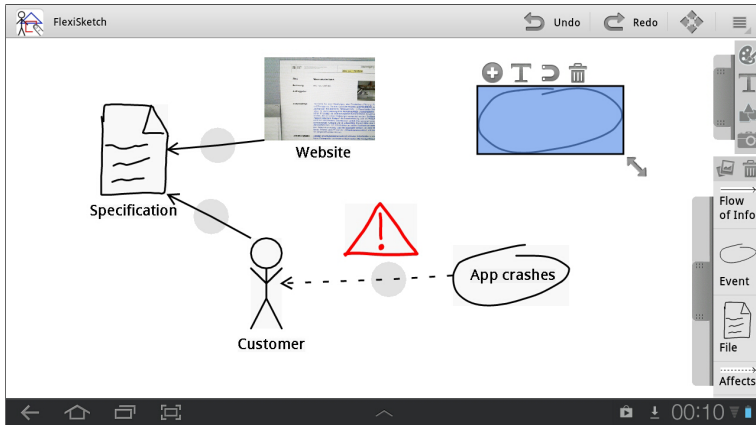 FlexiSketch
Undo
Redo
Website
Specification
App crashes
Customer
Flow
of Info
Event
File
Affects
00:10